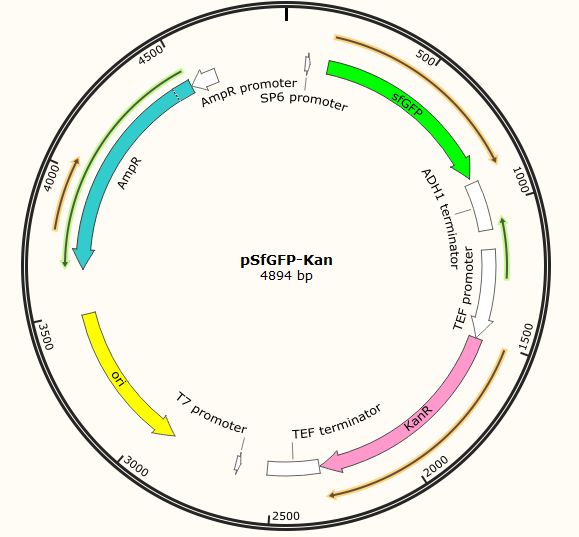 4500
500
AmpR promoter
SP6 promoter
sfGFP
AmpR
4000
1000
ADH1 terminator
pSfGFP-Kan
4894 bp
TEF promoter
3500
1500
ori
T7 promoter
TEF terminator
KanR
3000
2000
2500